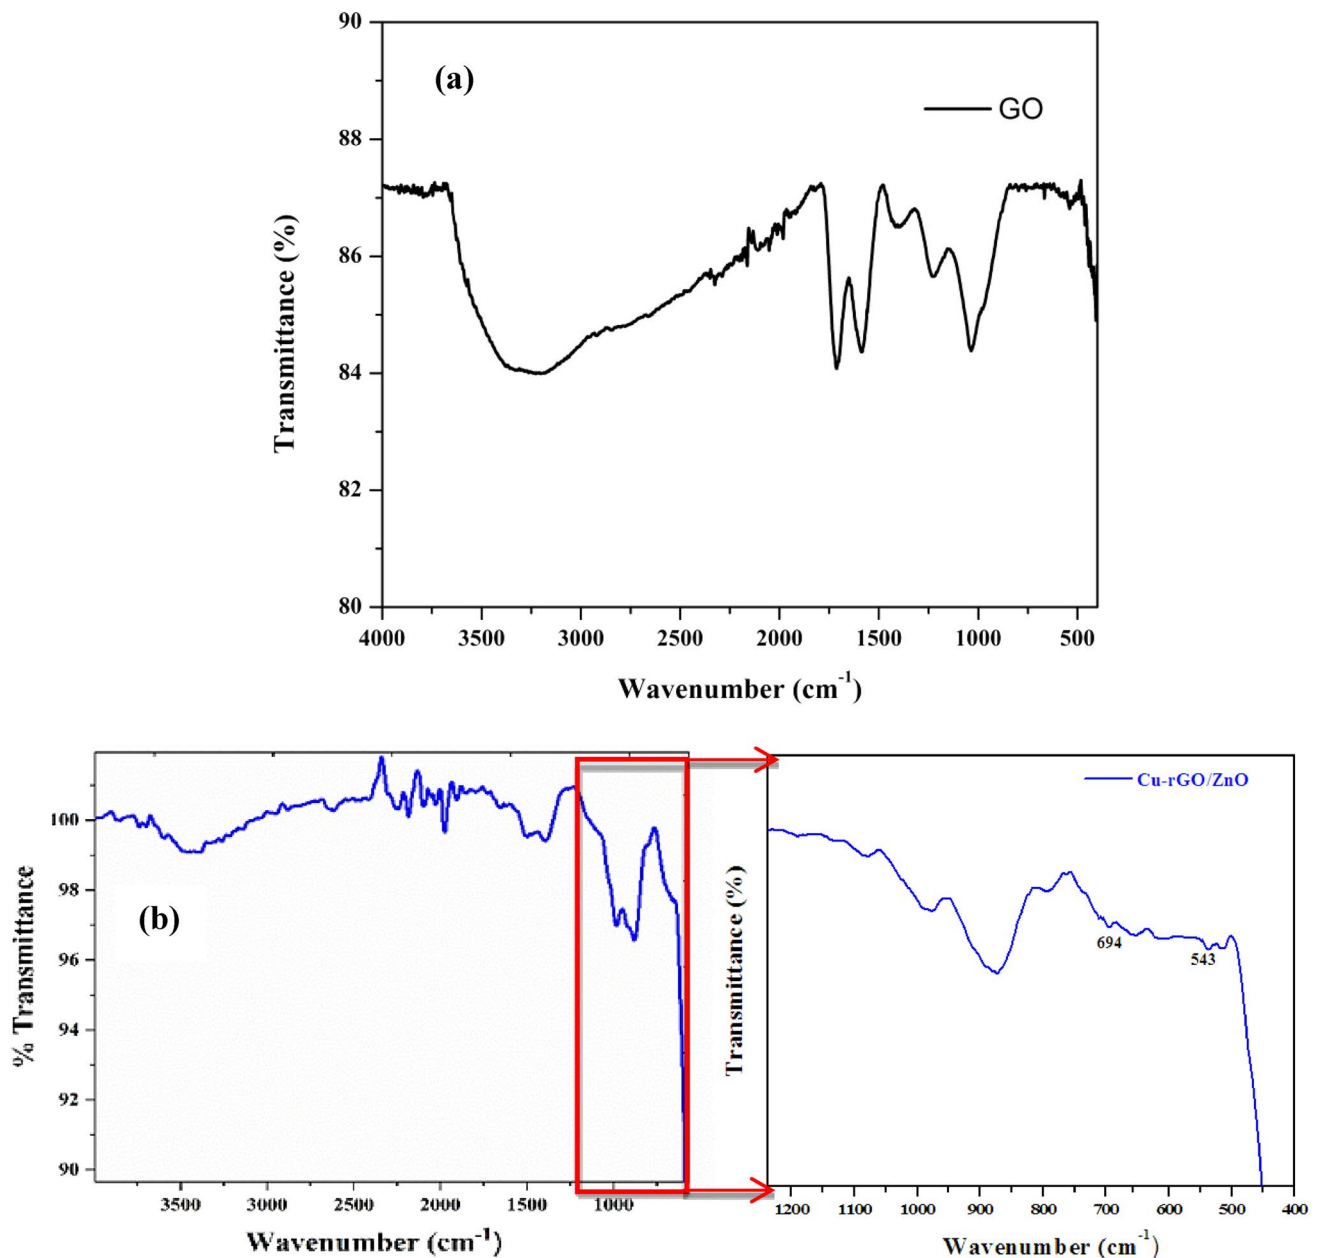 (a)
GO
90
88
86
84
82
80
Transmittance (%)
4000 3500 3000 2500 2000 1500 1000 500
Wavenumber (cm⁻¹)
(b)
100
98
96
94
92
90
% Transmittance
3500 3000 2500 2000 1500 1000
Wavenumber (cm⁻¹)
Cu-rGO/ZnO
Transmittance (%)
694
543
1200 1100 1000 900 800 700 600 500 400
Wavenumber (cm⁻¹)